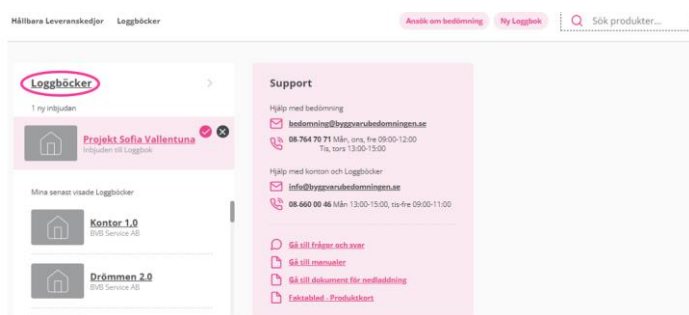 Hållbara Leveranskedjor Loggböcker
Ansök om bedömning Ny Loggbok Sök produkter...
Loggböcker
1 ny inbjudan
Projekt Sofia Vallentuna
Inbjuden till Loggbok
Mina senast visade Loggböcker
Kontor 1.0
BVB Service AB
Drömmen 2.0
BVB Service AB
Support
Hjälp med bedömning
bedomning@byggvarubedomningen.se
08-764 70 71 Mån, ons, fre 09:00-12:00
Tis, tors 13:00-15:00
Hjälp med konton och Loggböcker
info@byggvarubedomningen.se
08-660 00 46 Mån 13:00-15:00, tis-fre 09:00-11:00
Gå till frågor och svar
Gå till manualer
Gå till dokument för nedladdning
Faktablad - Produktkort